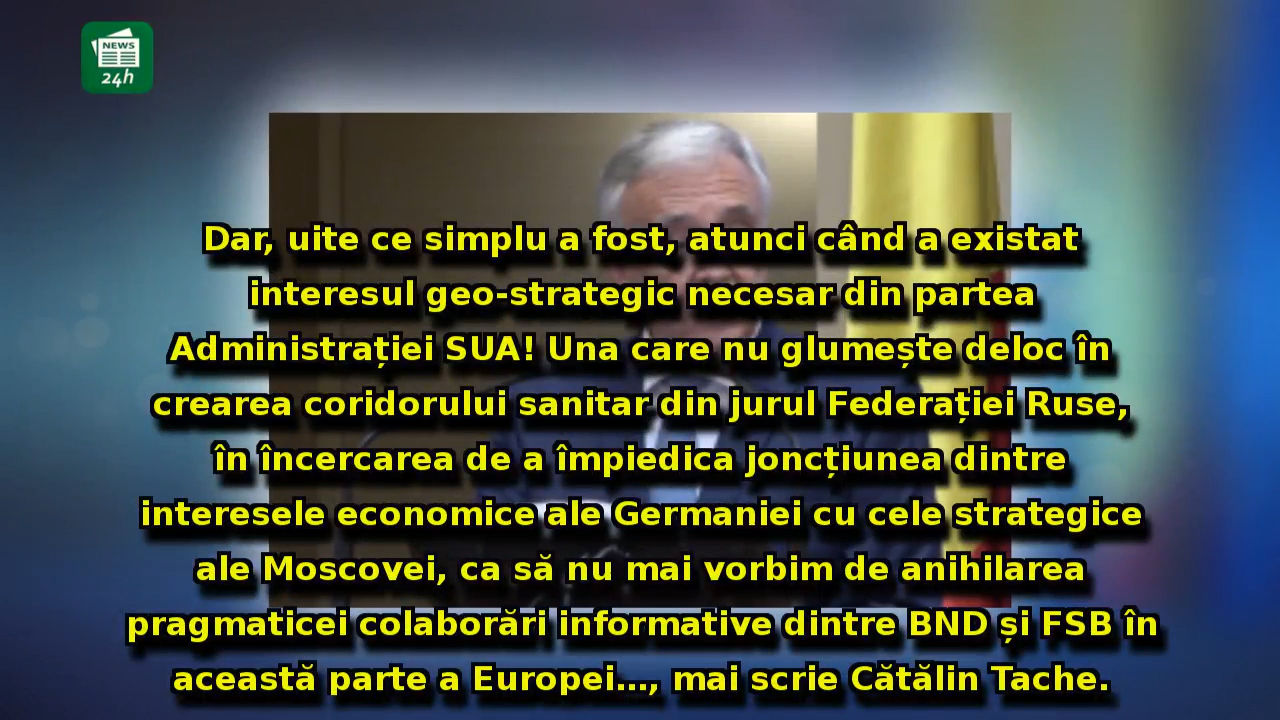 NEWS
24h
Dar, uite ce simplu a fost, atunci când a existat
interesul geo-strategic necesar din partea
Administrației SUA! Una care nu glumește deloc în
crearea coridorului sanitar din jurul Federației Ruse,
în încercarea de a împiedica joncțiunea dintre
interesele economice ale Germaniei cu cele strategice
ale Moscovei, ca să nu mai vorbim de anihilarea
pragmaticei colaborări informative dintre BND și FSB în
această parte a Europei…, mai scrie Cătălin Tache.